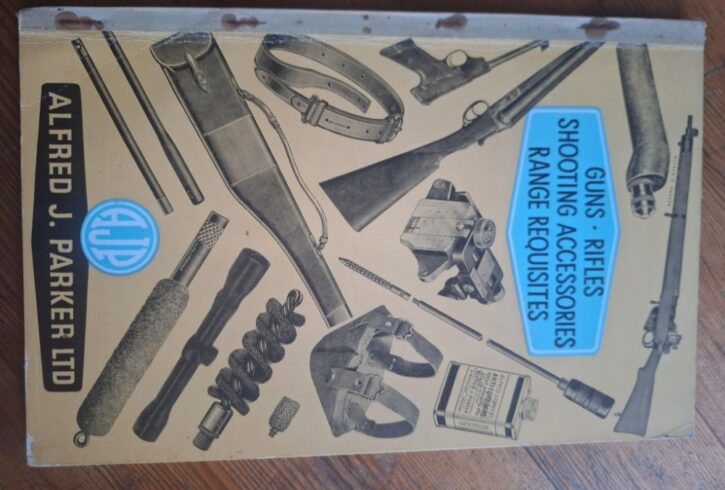 GUNS · RIFLES
SHOOTING ACCESSORIES
RANGE REQUISITES
AJP
ALFRED J. PARKER LTD